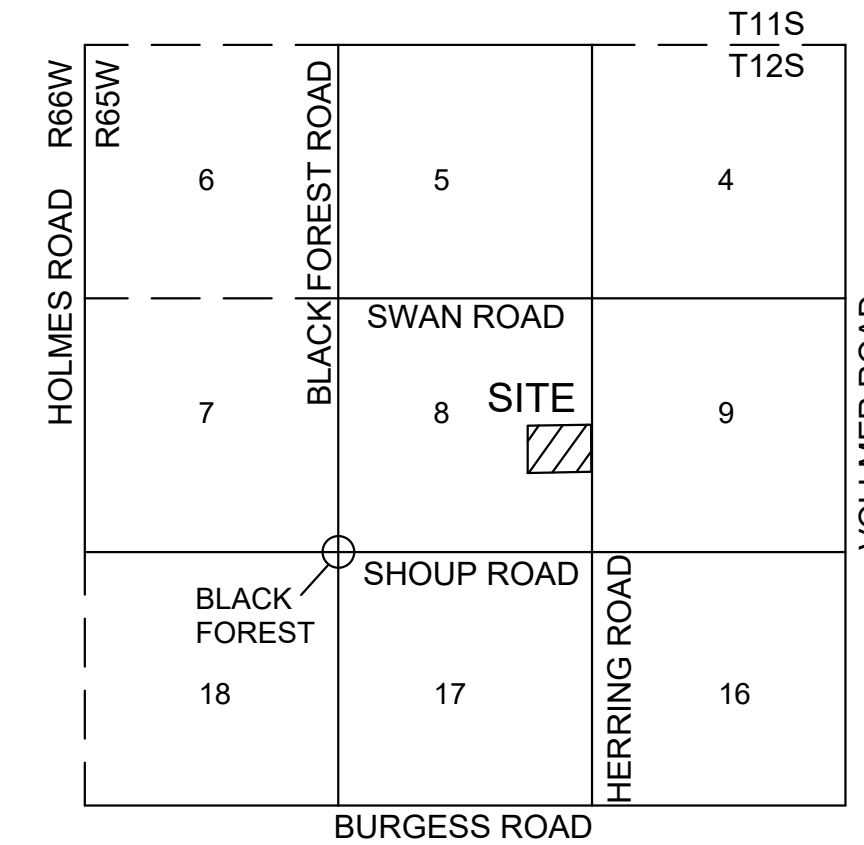 T11S
T12S
R66W
R65W
HOLMES ROAD
BLACK FOREST ROAD
6
5
4
SWAN ROAD
7
8
SITE
9
SHOUP ROAD
BLACK
FOREST
HERRING ROAD
18
17
16
BURGESS ROAD